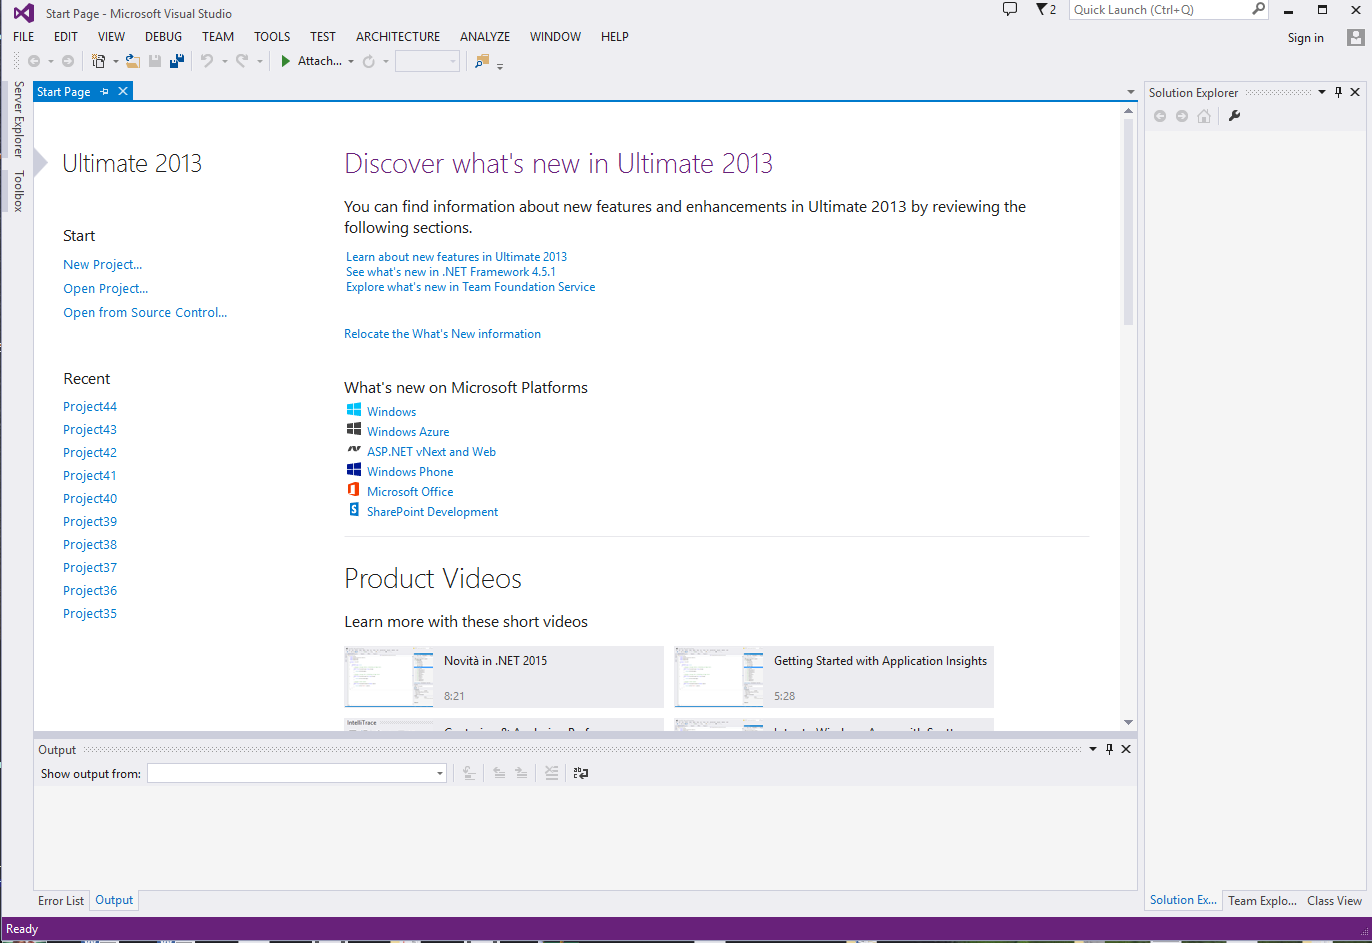 Start Page - Microsoft Visual Studio
2
Quick Launch (Ctrl+Q)
FILE EDIT VIEW DEBUG TEAM TOOLS TEST ARCHITECTURE ANALYZE WINDOW HELP
Sign in
Attach...
Server Explorer
Toolbox
Start Page
Ultimate 2013
Start
New Project...
Open Project...
Open from Source Control...
Recent
Project44
Project43
Project42
Project41
Project40
Project39
Project38
Project37
Project36
Project35
Discover what's new in Ultimate 2013
You can find information about new features and enhancements in Ultimate 2013 by reviewing the
following sections.
Learn about new features in Ultimate 2013
See what's new in .NET Framework 4.5.1
Explore what's new in Team Foundation Service
Relocate the What's New information
What's new on Microsoft Platforms
Windows
Windows Azure
ASP.NET vNext and Web
Windows Phone
Microsoft Office
SharePoint Development
Product Videos
Learn more with these short videos
Novità in .NET 2015
8:21
Getting Started with Application Insights
5:28
IntelliTrace
Solution Explorer
Output
Show output from:
Error List Output
Solution Ex... Team Explo... Class View
Ready